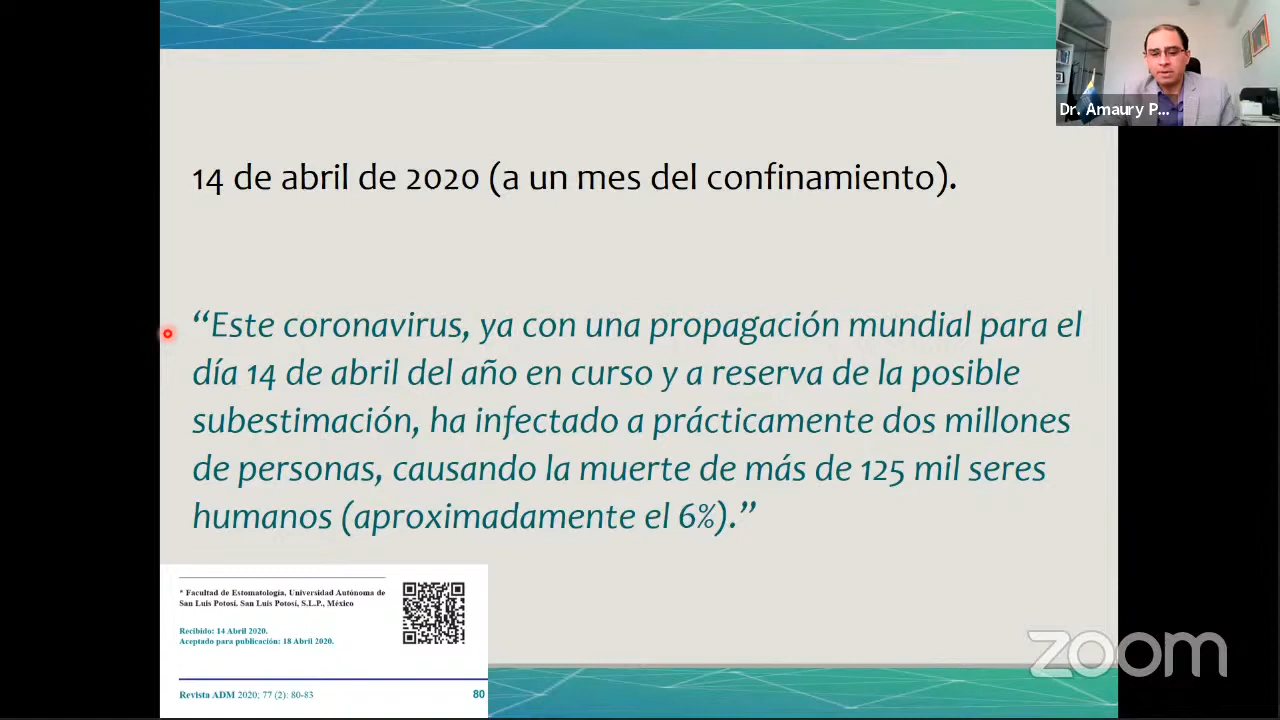 Dr. Amaury P...
14 de abril de 2020 (a un mes del confinamiento).
“Este coronavirus, ya con una propagación mundial para el
día 14 de abril del año en curso y a reserva de la posible
subestimación, ha infectado a prácticamente dos millones
de personas, causando la muerte de más de 125 mil seres
humanos (aproximadamente el 6%).”
* Facultad de Estomatología, Universidad Autónoma de
San Luis Potosí. San Luis Potosí, S.L.P., México
Recibido: 14 Abril 2020.
Aceptado para publicación: 18 Abril 2020.
Revista ADM 2020; 77 (2): 80-83
80
zoom